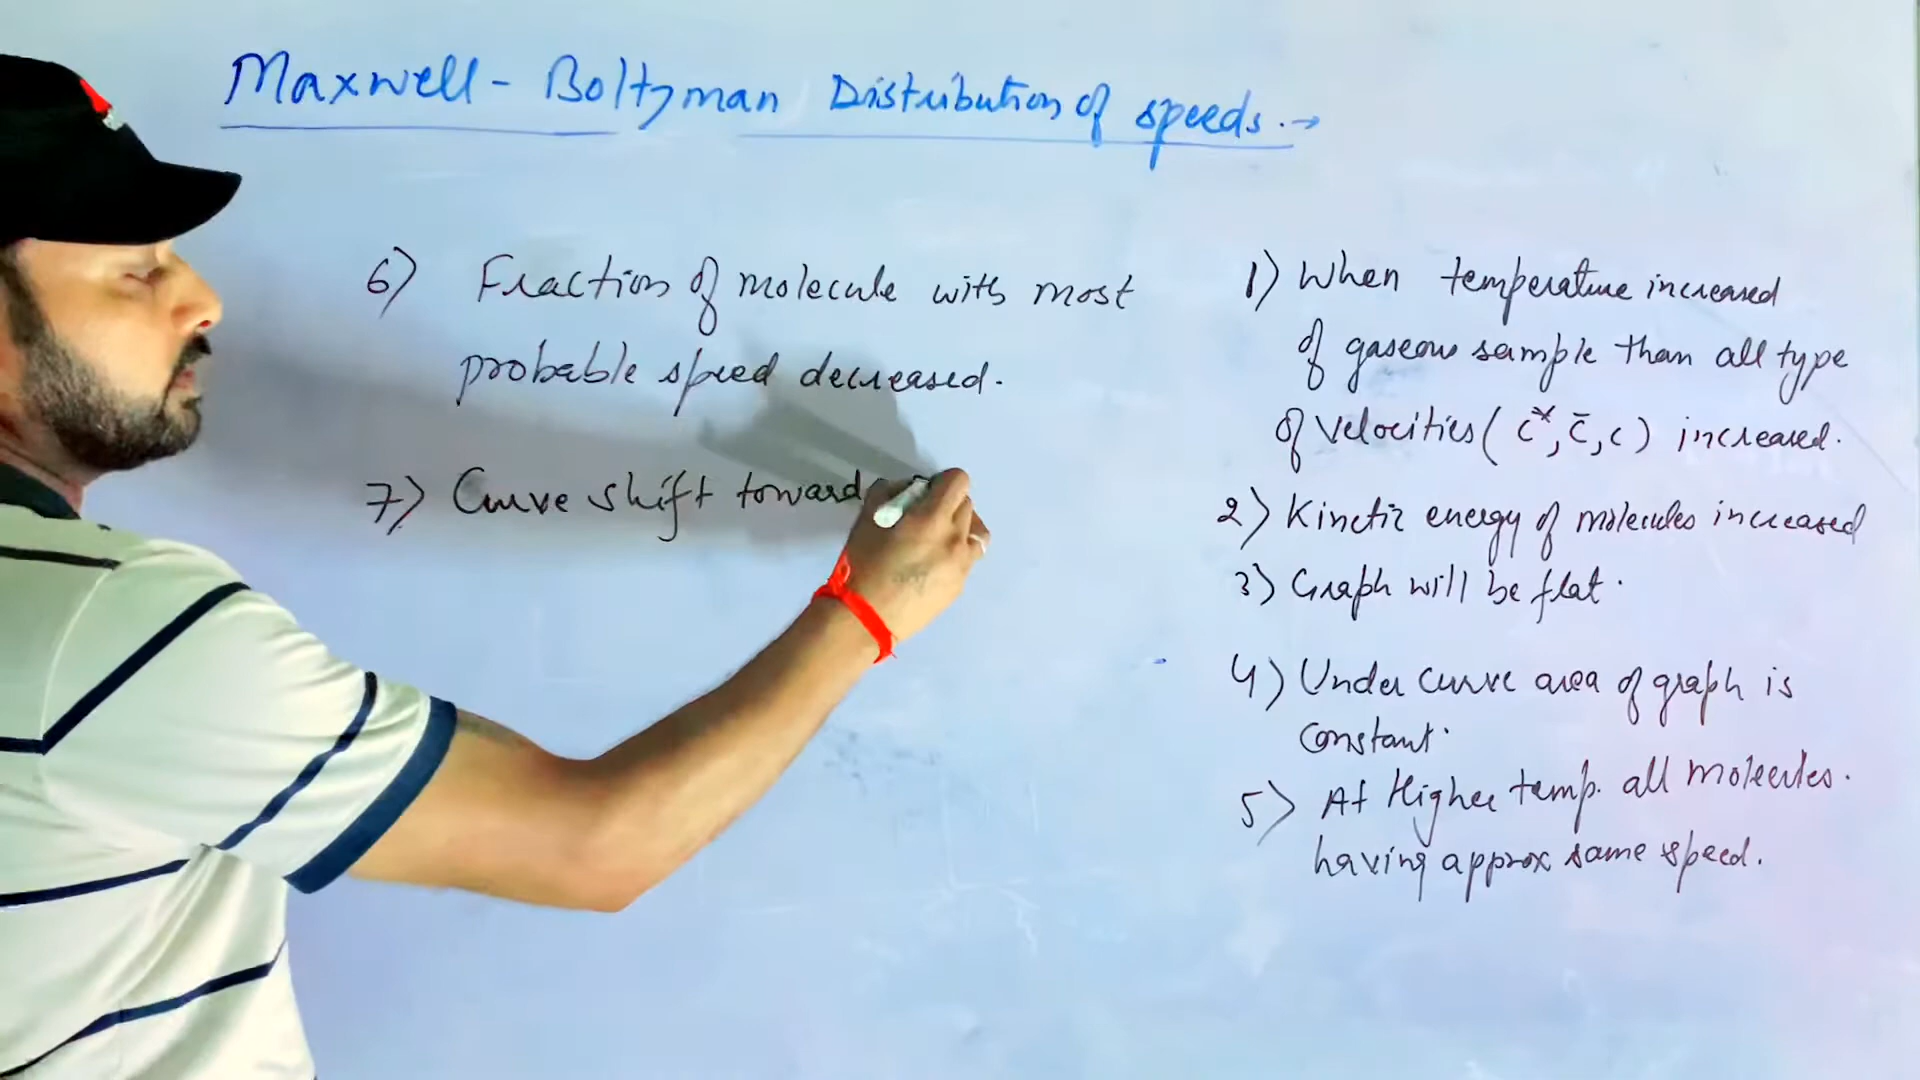 Maxwell - Boltzman Distribution of speeds. →
6) Fraction of molecule with most
probable speed decreased.
7) Curve shift toward
1) When temperature increased
of gaseous sample than all type
of velocities ( c*, c̄, c ) increased.
2) Kinetic energy of molecules increased
3) Graph will be flat.
4) Under curve area of graph is
constant.
5) At Higher temp. all molecules.
having approx same speed.